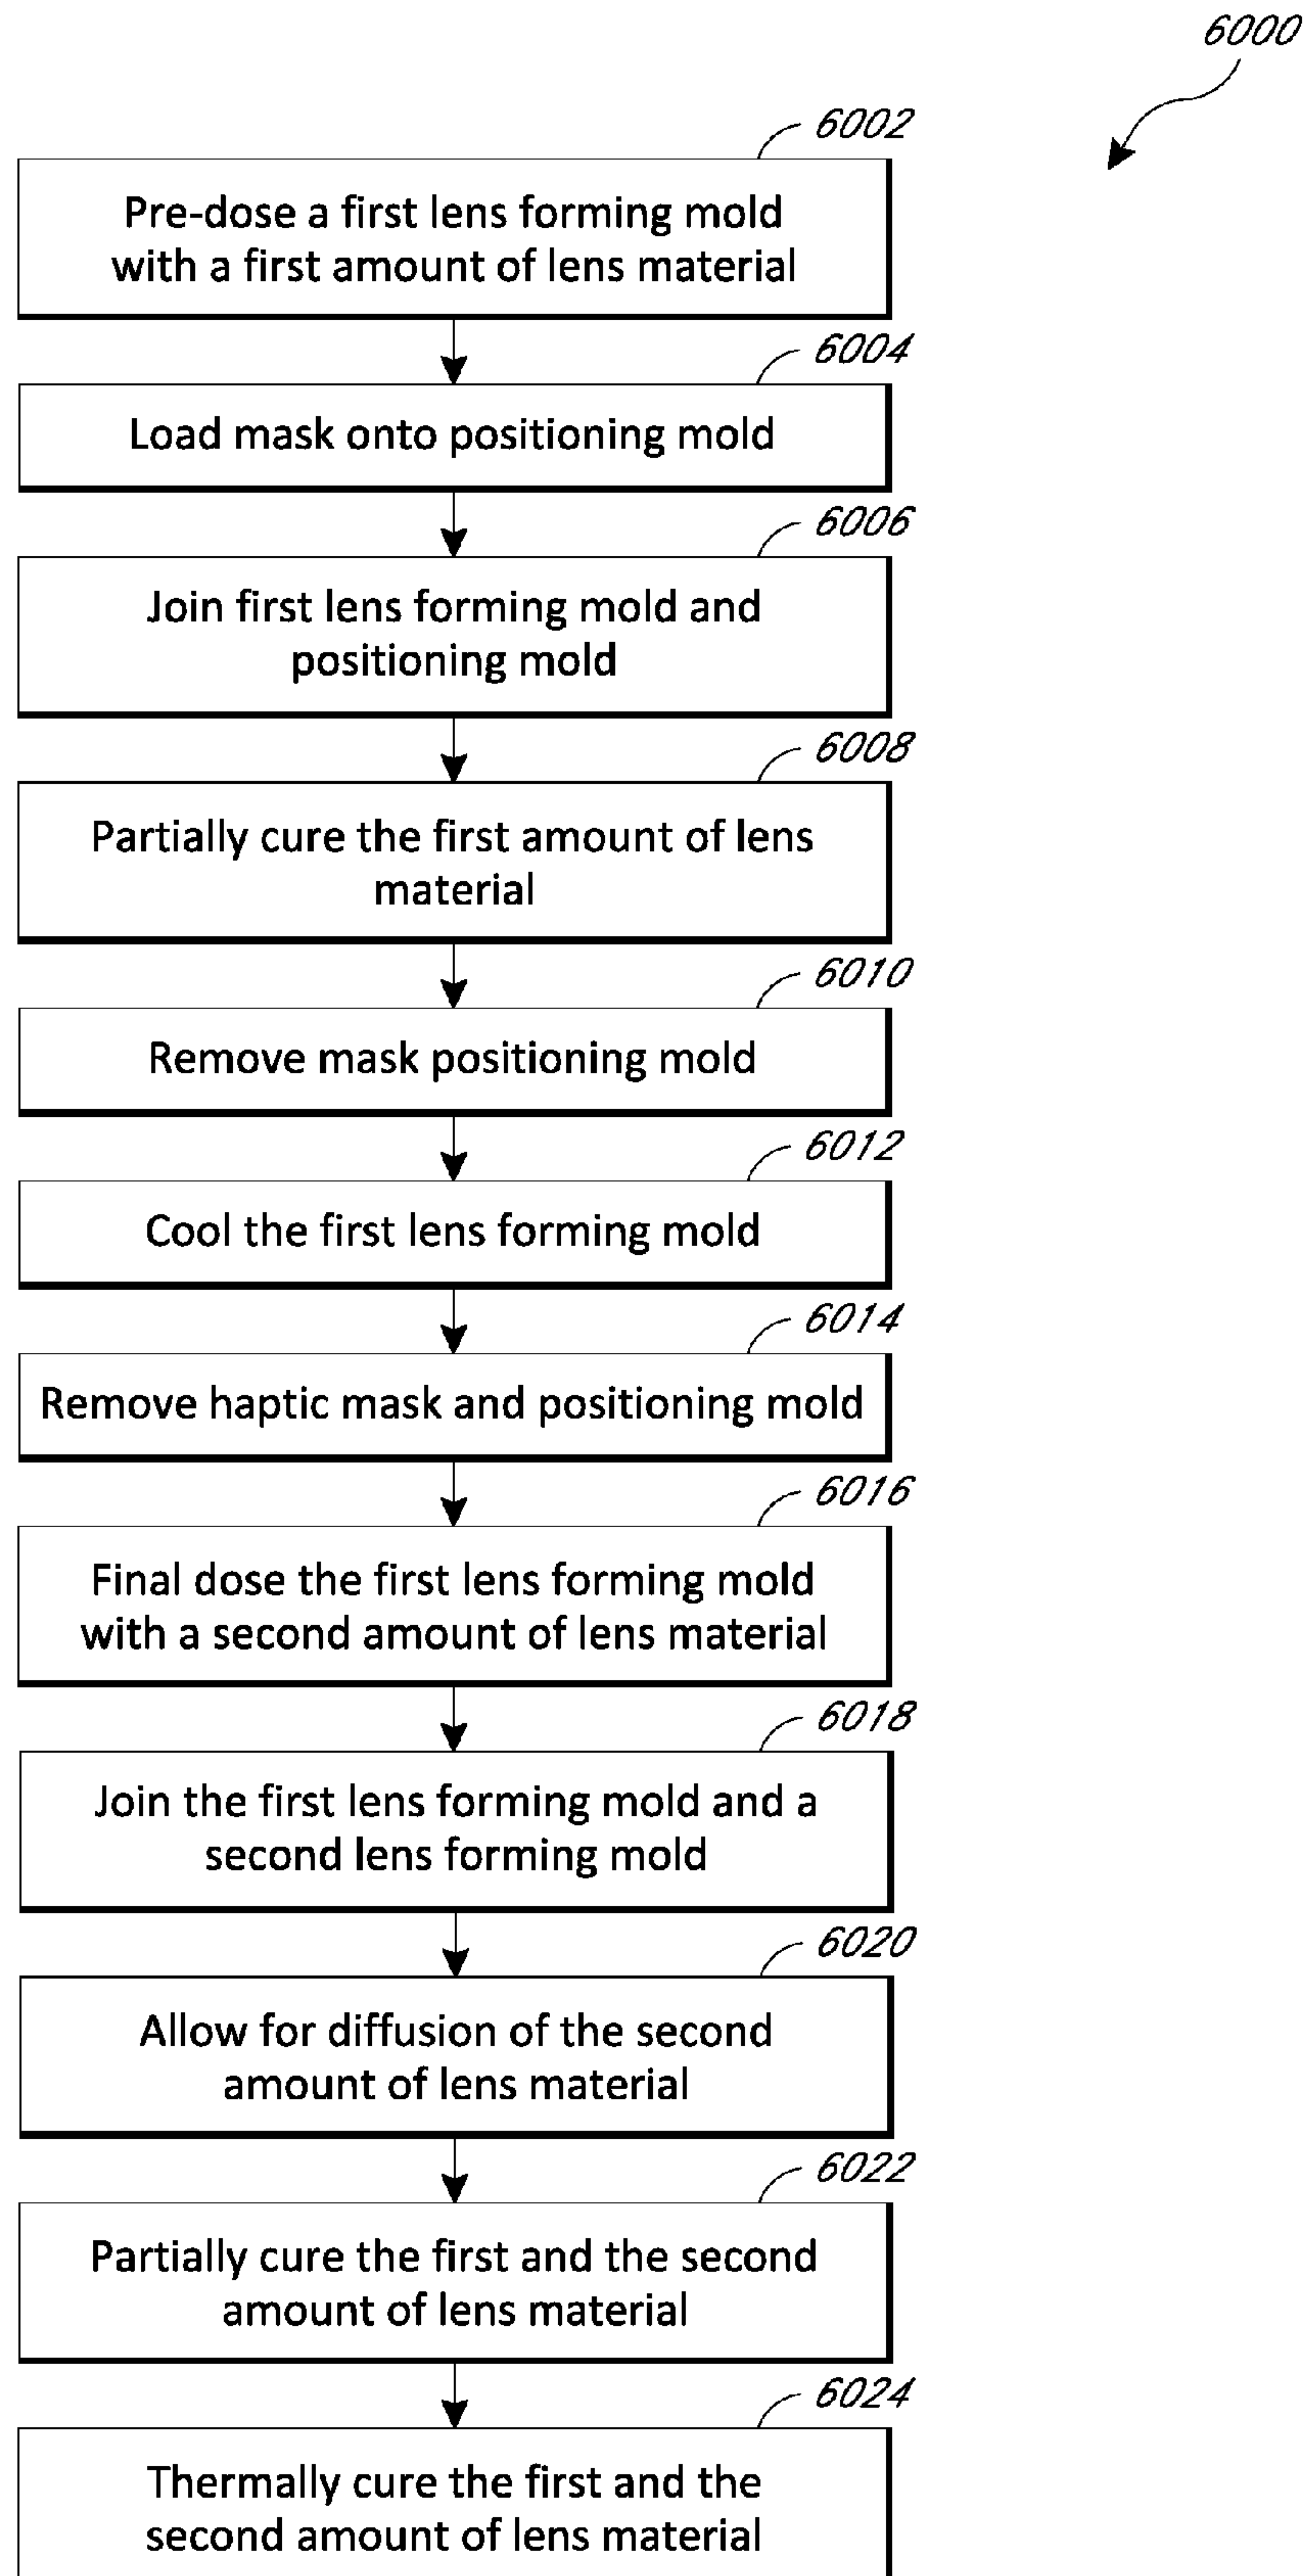 6000
6002
Pre-dose a first lens forming mold
with a first amount of lens material
6004
Load mask onto positioning mold
6006
Join first lens forming mold and
positioning mold
6008
Partially cure the first amount of lens
material
6010
Remove mask positioning mold
6012
Cool the first lens forming mold
6014
Remove haptic mask and positioning mold
6016
Final dose the first lens forming mold
with a second amount of lens material
6018
Join the first lens forming mold and a
second lens forming mold
6020
Allow for diffusion of the second
amount of lens material
6022
Partially cure the first and the second
amount of lens material
6024
Thermally cure the first and the
second amount of lens material